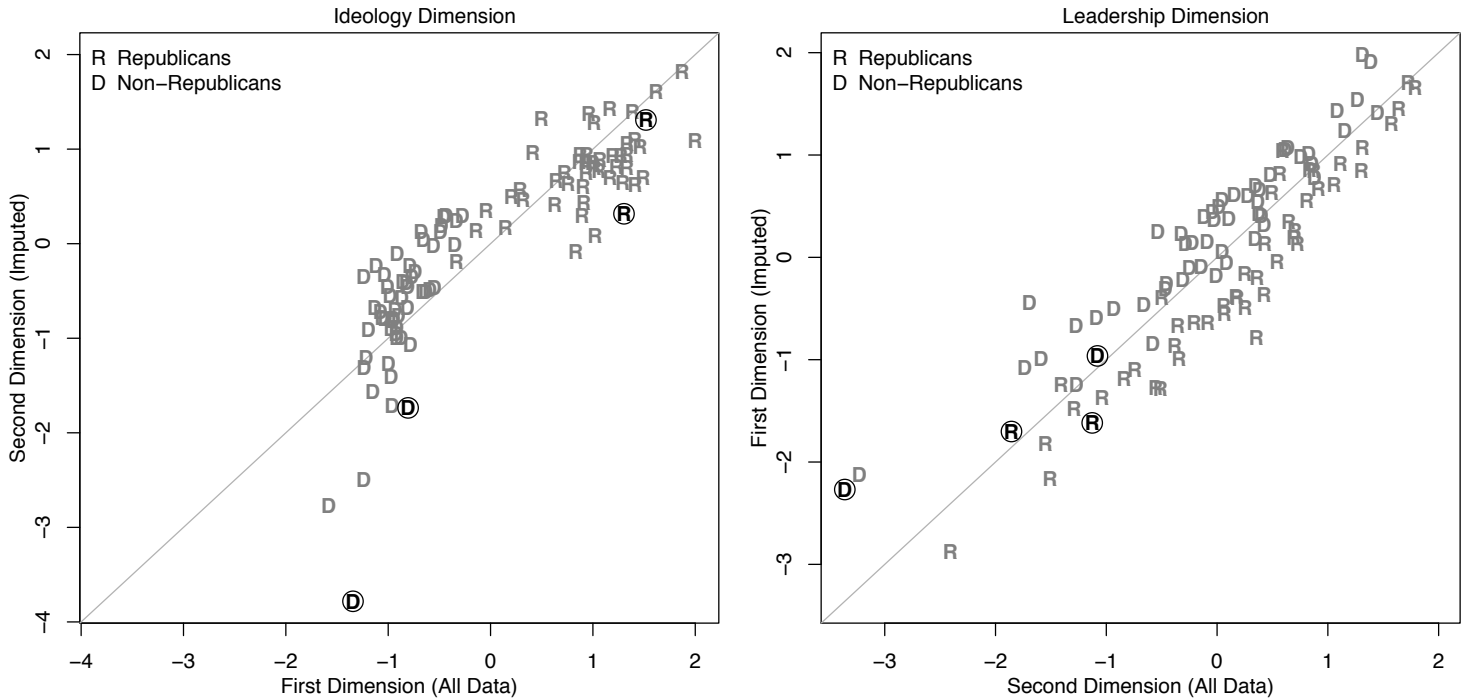 Ideology Dimension
R Republicans
D Non−Republicans
Second Dimension (Imputed)
2
1
0
−1
−2
−3
−4
−4 −3 −2 −1 0 1 2
First Dimension (All Data)
Leadership Dimension
R Republicans
D Non−Republicans
First Dimension (Imputed)
2
1
0
−1
−2
−3
−3 −2 −1 0 1 2
Second Dimension (All Data)